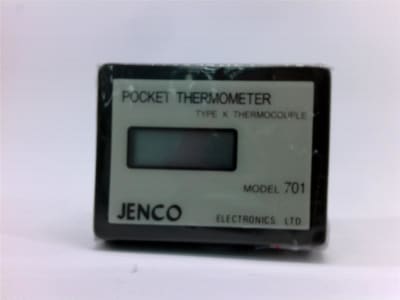 POCKET THERMOMETER
TYPE K THERMOCOUPLE
MODEL 701
JENCO ELECTRONICS LTD